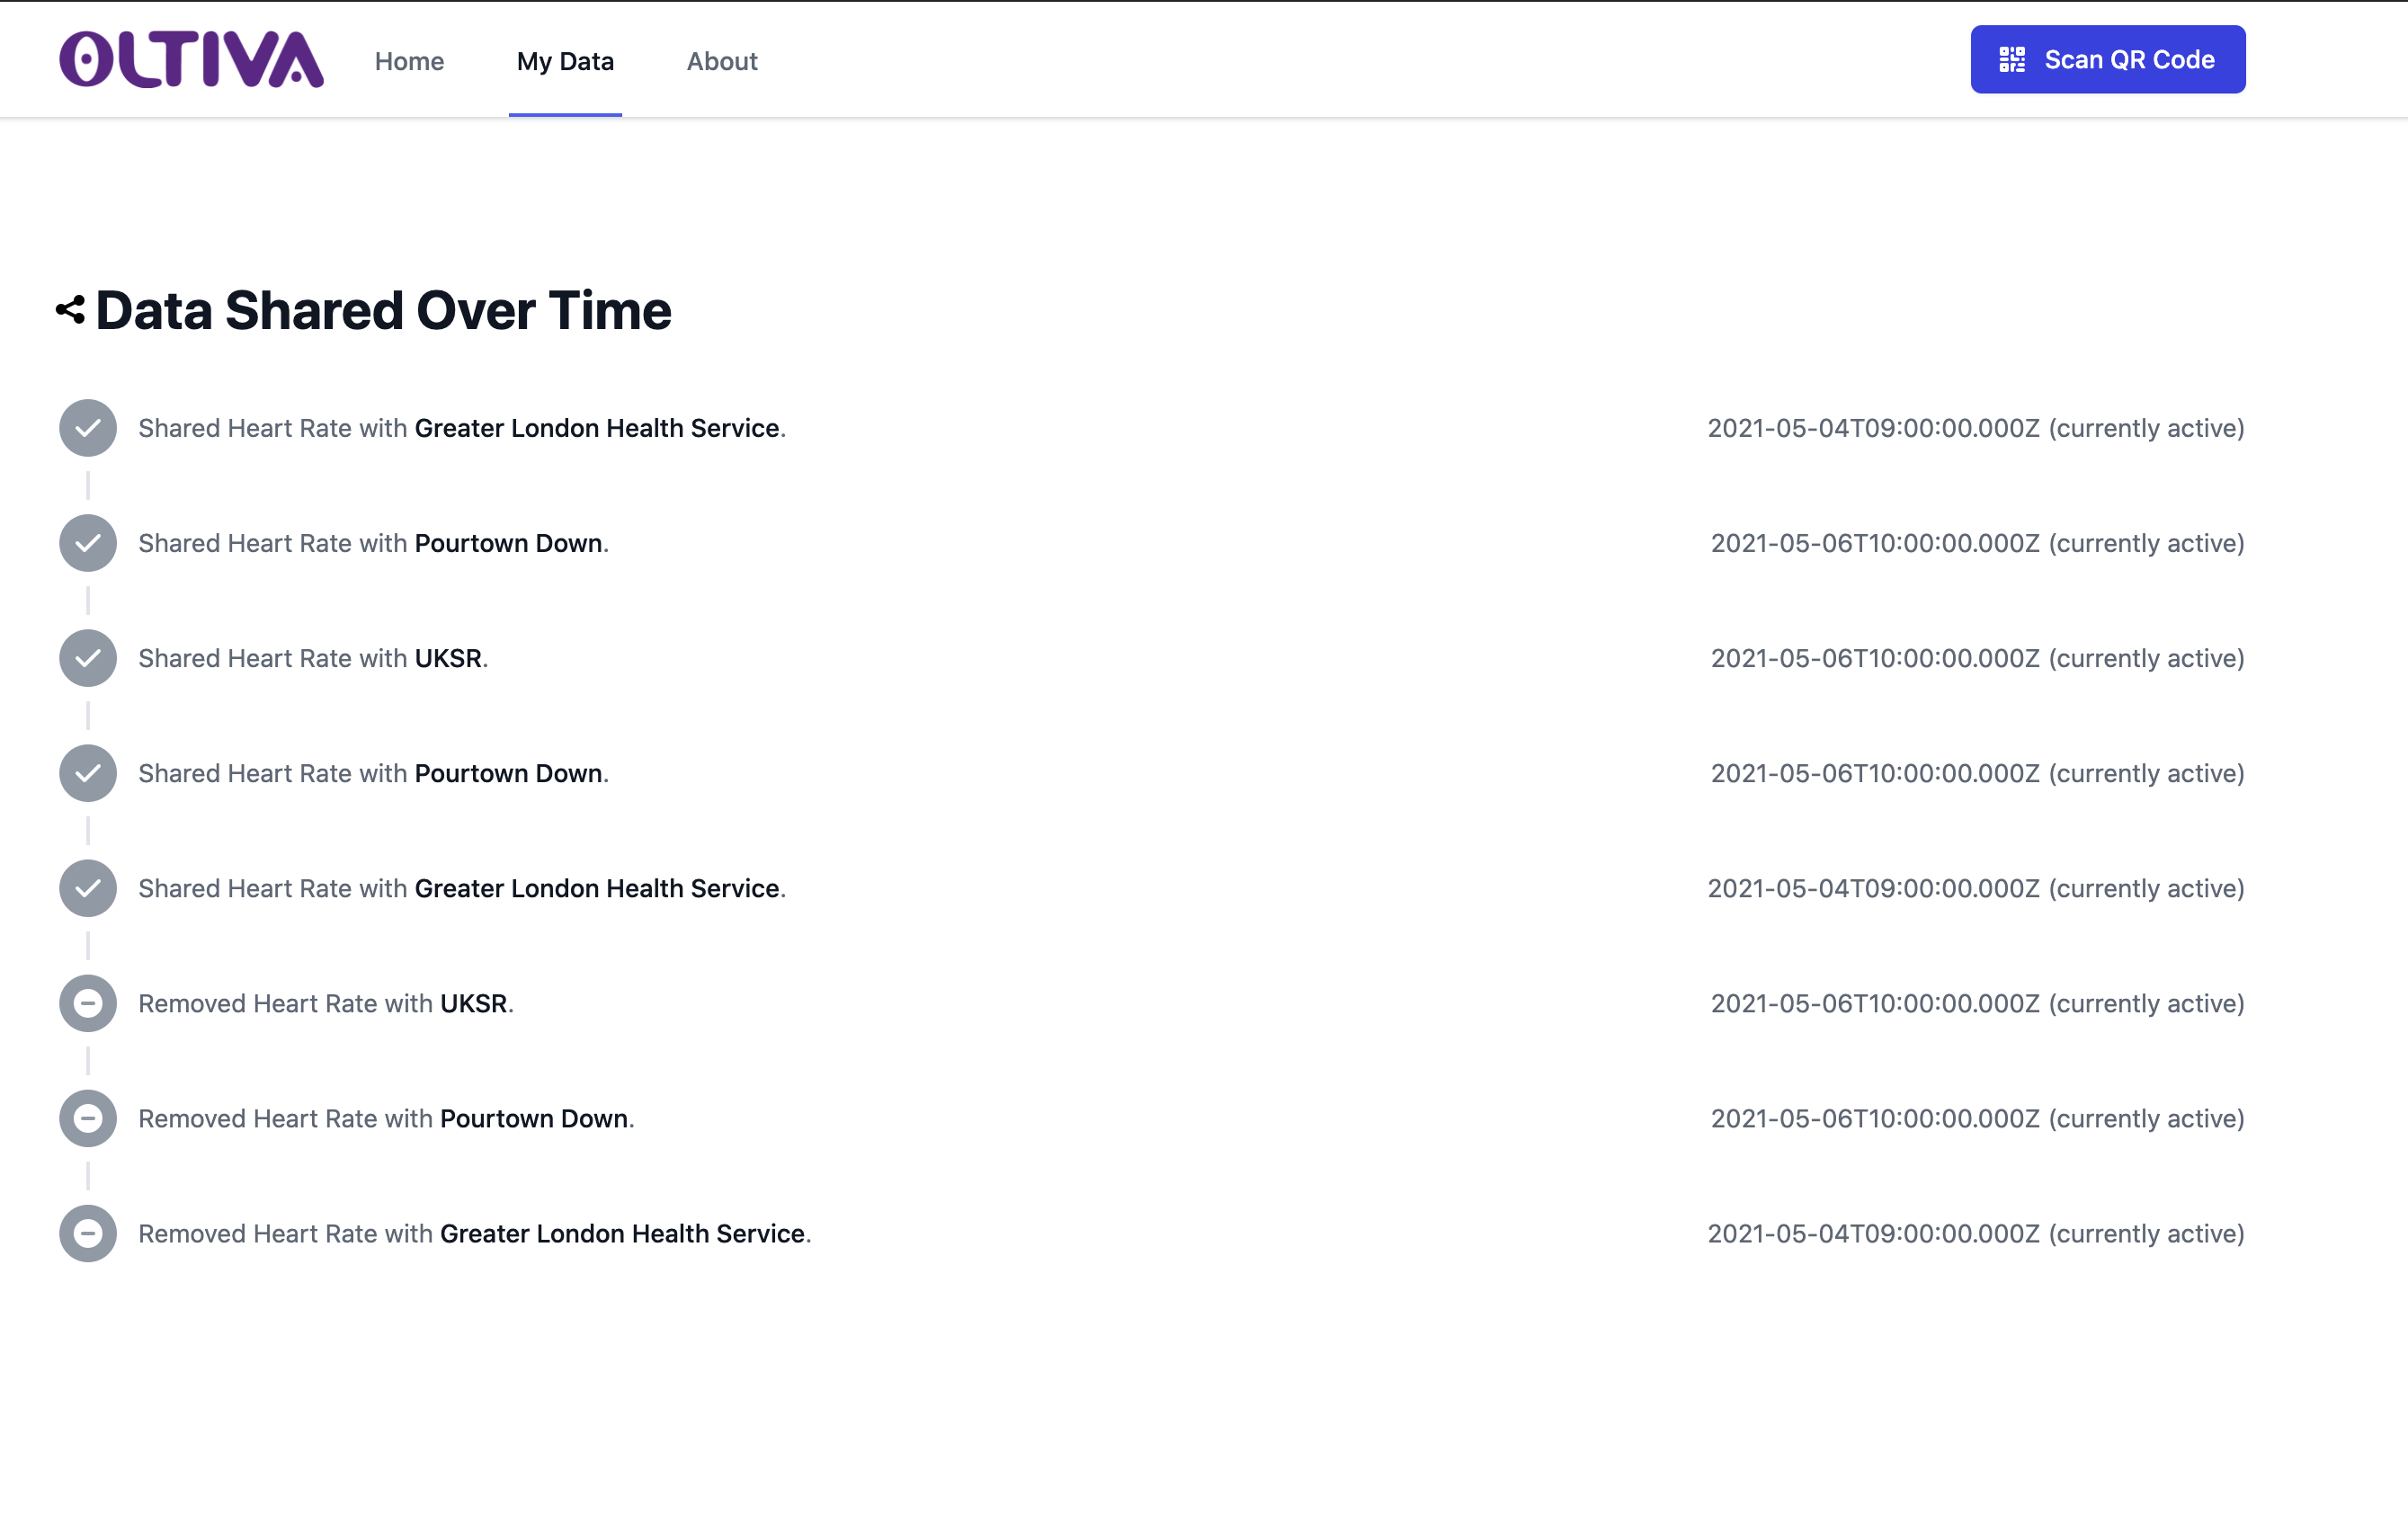 OLTIVA Home My Data About Scan QR Code
Data Shared Over Time
Shared Heart Rate with Greater London Health Service. 2021-05-04T09:00:00.000Z (currently active)
Shared Heart Rate with Pourtown Down. 2021-05-06T10:00:00.000Z (currently active)
Shared Heart Rate with UKSR. 2021-05-06T10:00:00.000Z (currently active)
Shared Heart Rate with Pourtown Down. 2021-05-06T10:00:00.000Z (currently active)
Shared Heart Rate with Greater London Health Service. 2021-05-04T09:00:00.000Z (currently active)
Removed Heart Rate with UKSR. 2021-05-06T10:00:00.000Z (currently active)
Removed Heart Rate with Pourtown Down. 2021-05-06T10:00:00.000Z (currently active)
Removed Heart Rate with Greater London Health Service. 2021-05-04T09:00:00.000Z (currently active)